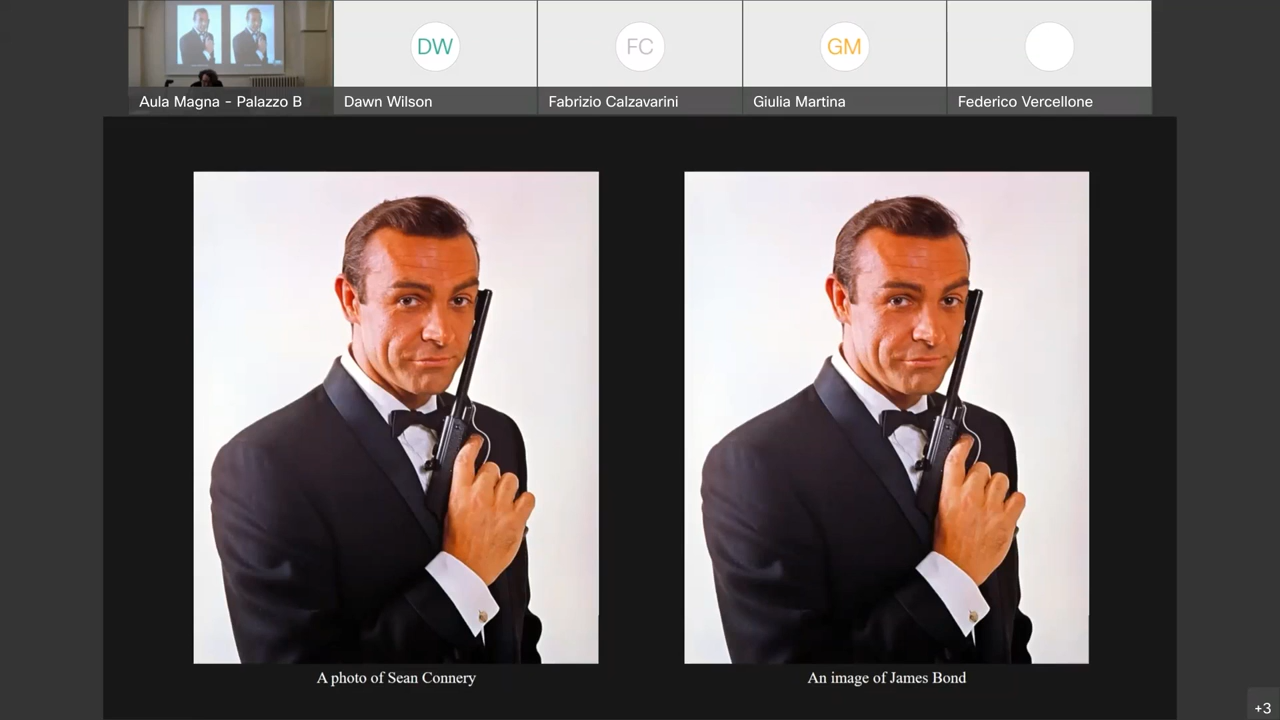 DW
FC
GM
Aula Magna - Palazzo B
Dawn Wilson
Fabrizio Calzavarini
Giulia Martina
Federico Vercellone
A photo of Sean Connery
An image of James Bond
+3